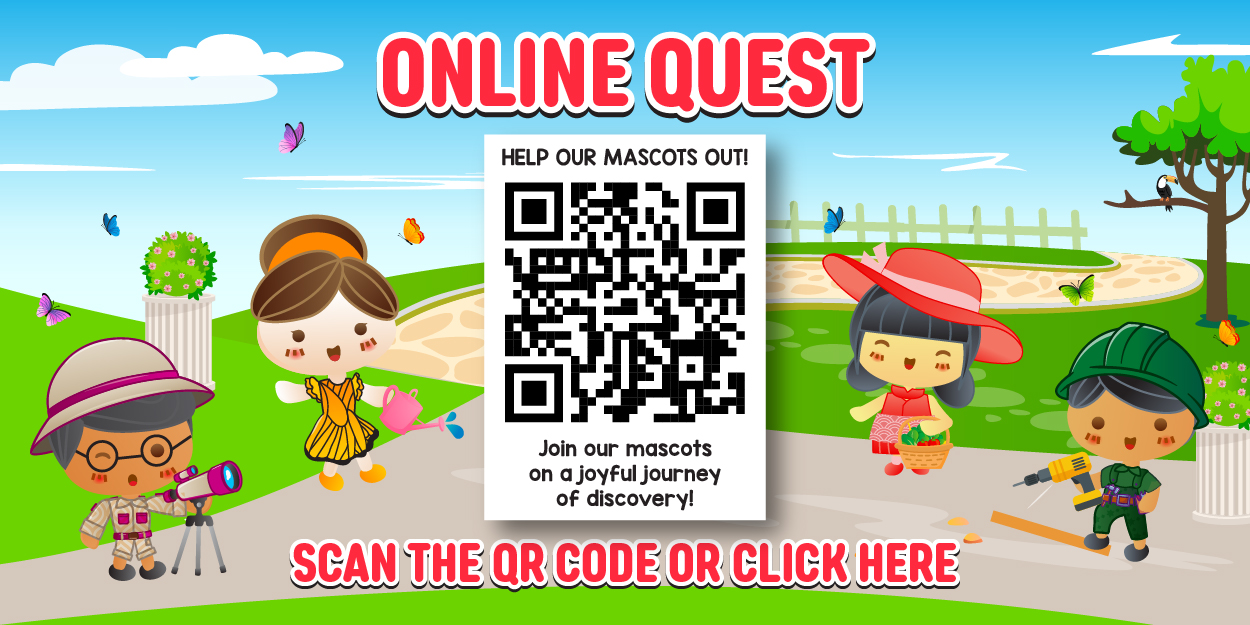 ONLINE QUEST
HELP OUR MASCOTS OUT!
Join our mascots
on a joyful journey
of discovery!
SCAN THE QR CODE OR CLICK HERE